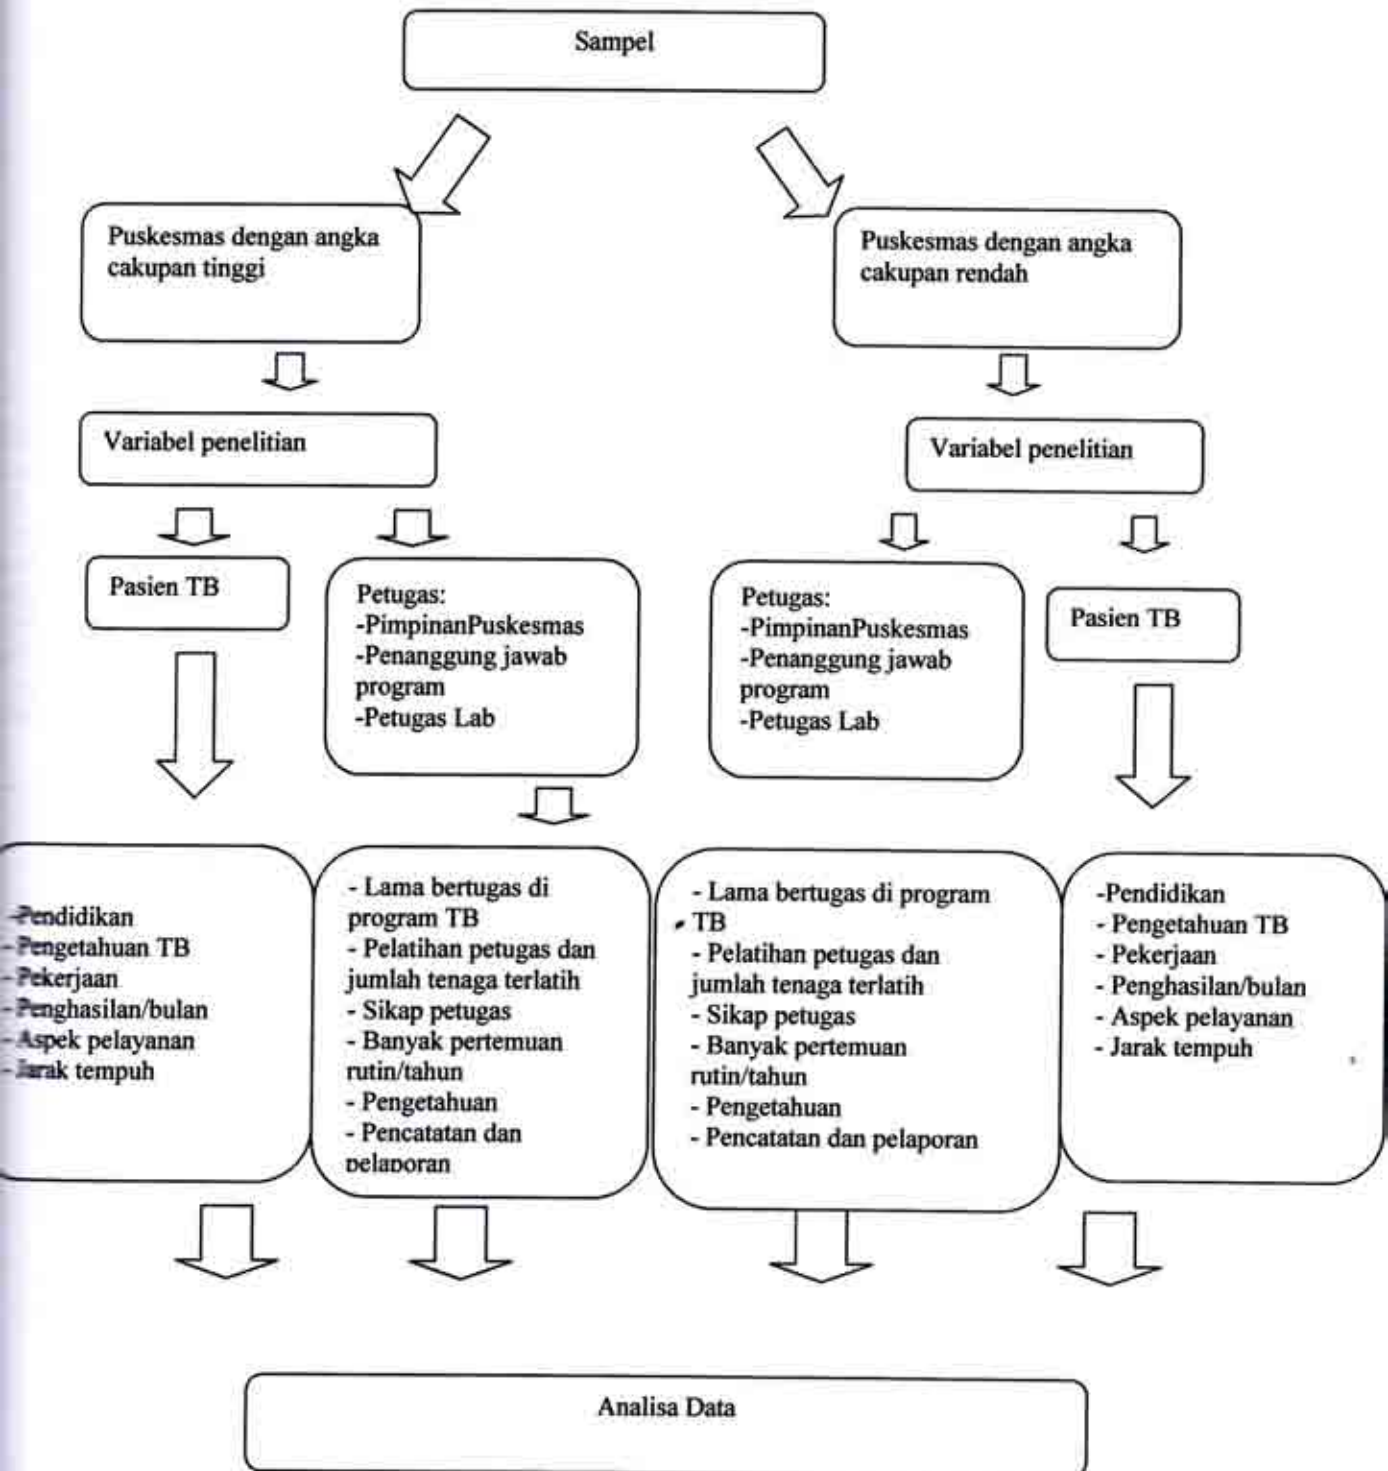 Sampel
Puskesmas dengan angka
cakupan tinggi
Puskesmas dengan angka
cakupan rendah
Variabel penelitian
Variabel penelitian
Pasien TB
Petugas:
-PimpinanPuskesmas
-Penanggung jawab
program
-Petugas Lab
Petugas:
-PimpinanPuskesmas
-Penanggung jawab
program
-Petugas Lab
Pasien TB
-Pendidikan
- Pengetahuan TB
- Pekerjaan
- Penghasilan/bulan
- Aspek pelayanan
- Jarak tempuh
- Lama bertugas di
program TB
- Pelatihan petugas dan
jumlah tenaga terlatih
- Sikap petugas
- Banyak pertemuan
rutin/tahun
- Pengetahuan
- Pencatatan dan
pelaporan
- Lama bertugas di program
TB
- Pelatihan petugas dan
jumlah tenaga terlatih
- Sikap petugas
- Banyak pertemuan
rutin/tahun
- Pengetahuan
- Pencatatan dan pelaporan
-Pendidikan
- Pengetahuan TB
- Pekerjaan
- Penghasilan/bulan
- Aspek pelayanan
- Jarak tempuh
Analisa Data